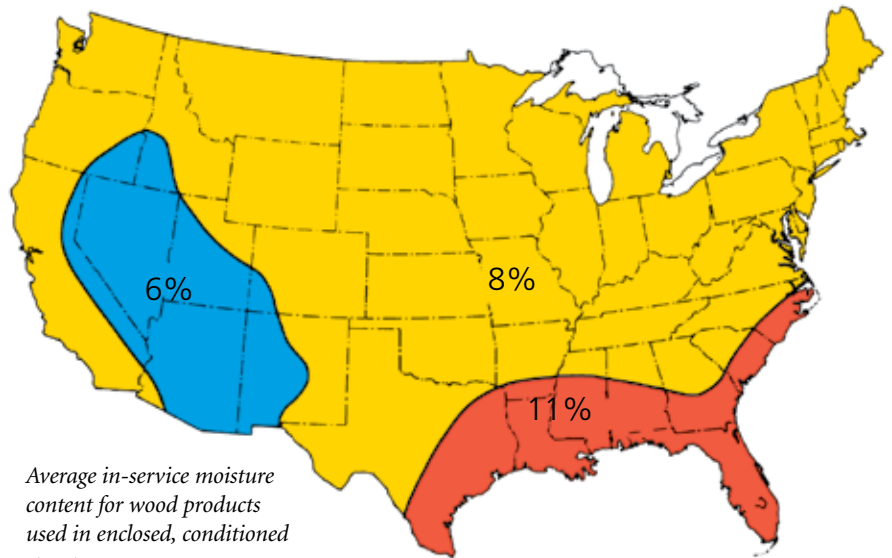 6%
8%
11%
Average in-service moisture
content for wood products
used in enclosed, conditioned